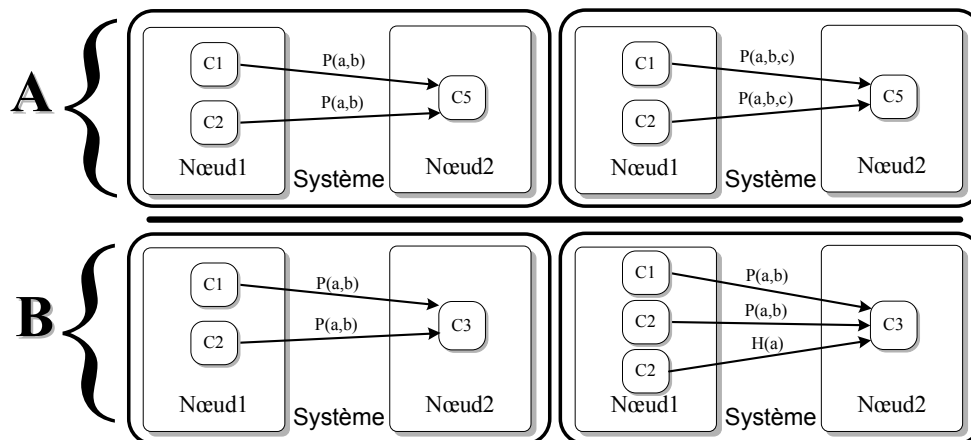 A
C1
P(a,b)
C2
P(a,b)
C5
Nœud1
Système
Nœud2
C1
P(a,b,c)
C2
P(a,b,c)
C5
Nœud1
Système
Nœud2
B
C1
P(a,b)
C2
P(a,b)
C3
Nœud1
Système
Nœud2
C1
P(a,b)
C2
P(a,b)
C2
H(a)
C3
Nœud1
Système
Nœud2